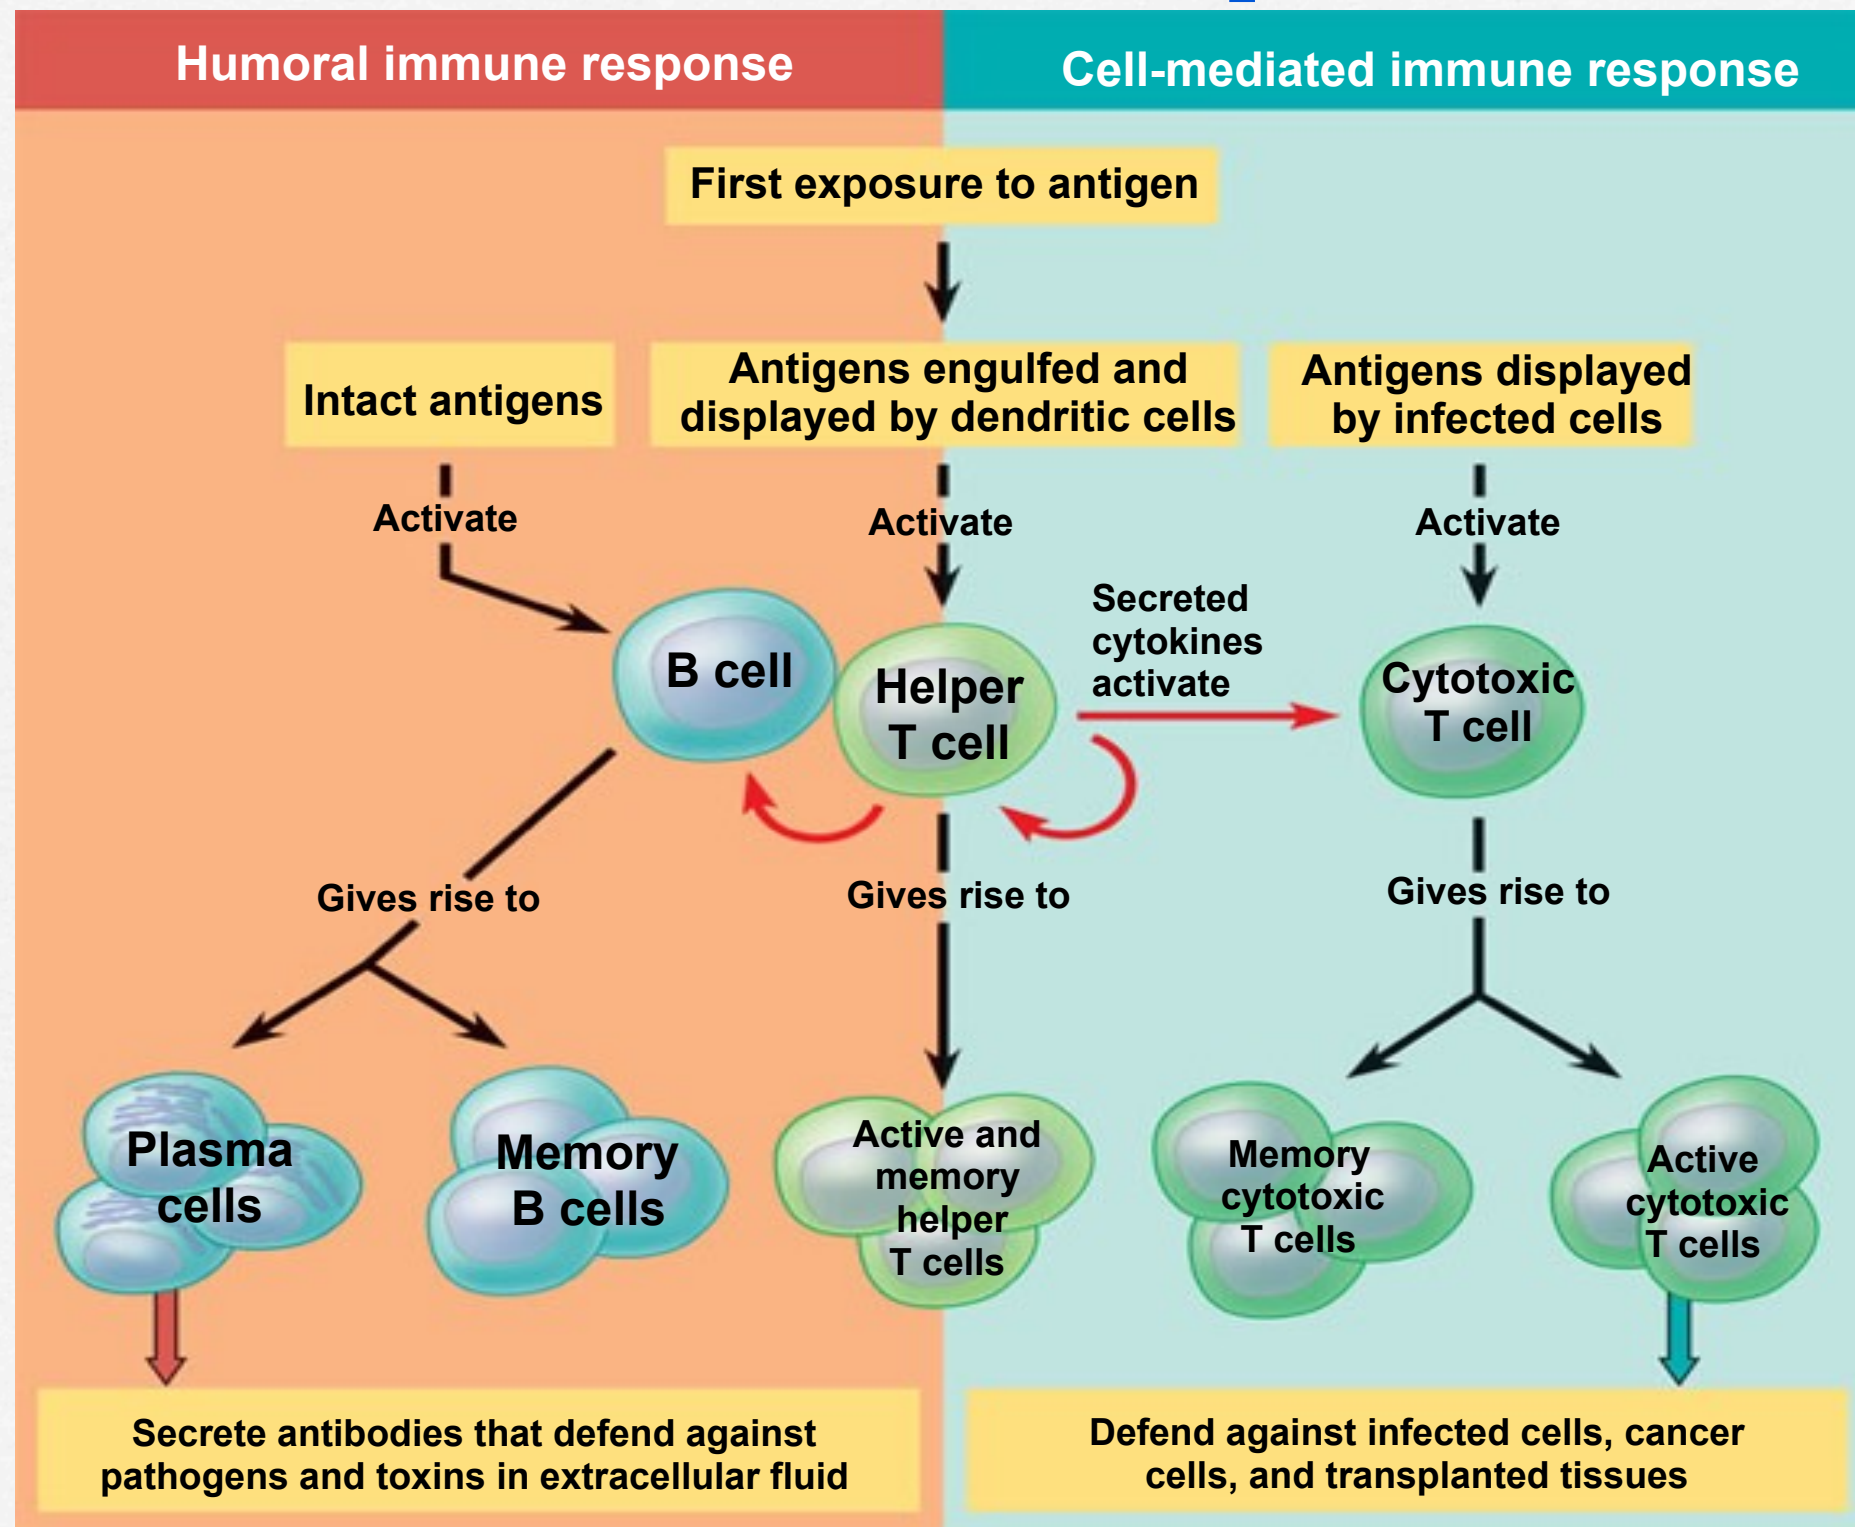 Humoral immune response
Cell-mediated immune response
First exposure to antigen
Intact antigens
Antigens engulfed and
displayed by dendritic cells
Antigens displayed
by infected cells
Activate
Activate
Activate
Secreted
cytokines
activate
B cell
Helper
T cell
Cytotoxic
T cell
Gives rise to
Gives rise to
Gives rise to
Plasma
cells
Memory
B cells
Active and
memory
helper
T cells
Memory
cytotoxic
T cells
Active
cytotoxic
T cells
Secrete antibodies that defend against
pathogens and toxins in extracellular fluid
Defend against infected cells, cancer
cells, and transplanted tissues